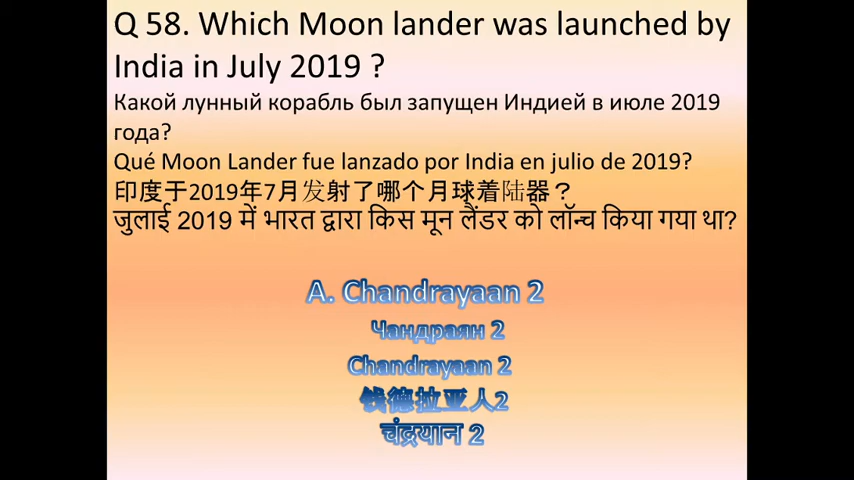 Q 58. Which Moon lander was launched by
India in July 2019 ?
Какой лунный корабль был запущен Индией в июле 2019
года?
Qué Moon Lander fue lanzado por India en julio de 2019?
印度于2019年7月发射了哪个月球着陆器？
जुलाई 2019 में भारत द्वारा किस मून लैंडर को लॉन्च किया गया था?
A. Chandrayaan 2
Чандраян 2
Chandrayaan 2
钱德拉亚人2
चंद्रयान 2